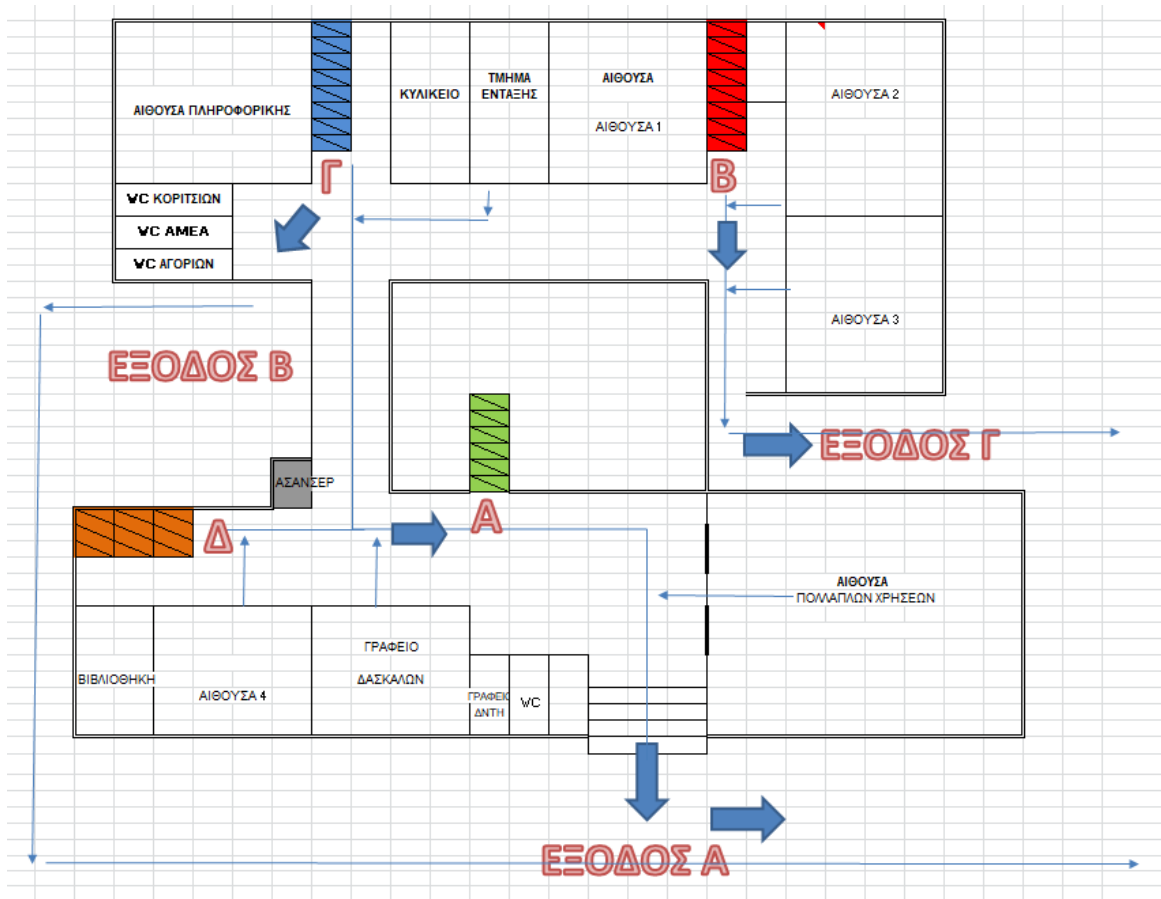 ΑΙΘΟΥΣΑ ΠΛΗΡΟΦΟΡΙΚΗΣ
ΚΥΛΙΚΕΙΟ
ΤΜΗΜΑ
ΕΝΤΑΞΗΣ
ΑΙΘΟΥΣΑ
ΑΙΘΟΥΣΑ 1
ΑΙΘΟΥΣΑ 2
Γ
Β
WC ΚΟΡΙΤΣΙΩΝ
WC ΑΜΕΑ
WC ΑΓΟΡΙΩΝ
ΑΙΘΟΥΣΑ 3
ΕΞΟΔΟΣ Β
ΕΞΟΔΟΣ Γ
ΑΣΑΝΣΕΡ
Α
Δ
ΑΙΘΟΥΣΑ
ΠΟΛΛΑΠΛΩΝ ΧΡΗΣΕΩΝ
ΓΡΑΦΕΙΟ
ΔΑΣΚΑΛΩΝ
ΒΙΒΛΙΟΘΗΚΗ
ΑΙΘΟΥΣΑ 4
ΓΡΑΦΕΙΟ
ΔΝΤΗ
WC
ΕΞΟΔΟΣ Α